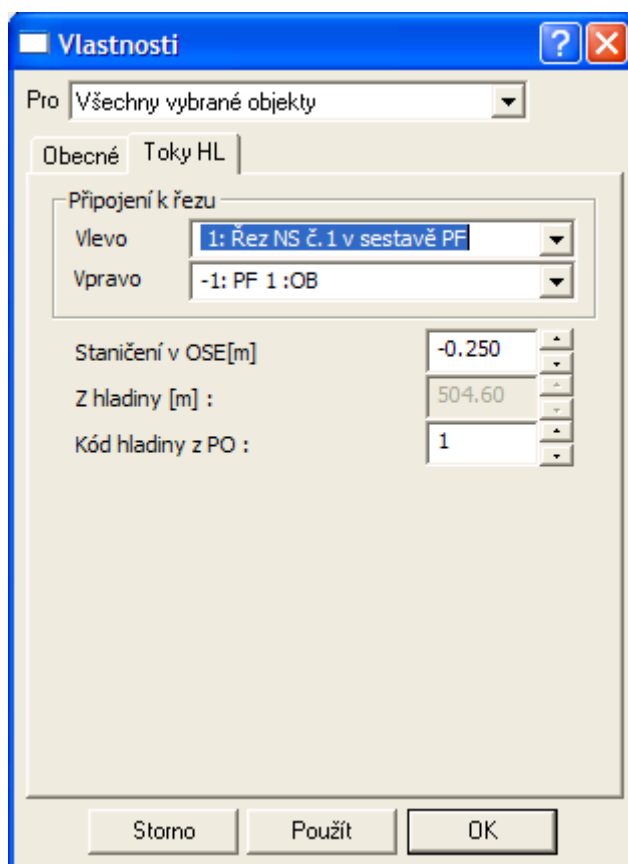 Vlastnosti
Pro Všechny vybrané objekty
Obecné Toky HL
Připojení k řezu
Vlevo 1: Řez NS č.1 v sestavě PF
Vpravo -1: PF 1 :OB
Staničení v OSE[m] -0.250
Z hladiny [m] : 504.60
Kód hladiny z PO : 1
Storno Použít OK